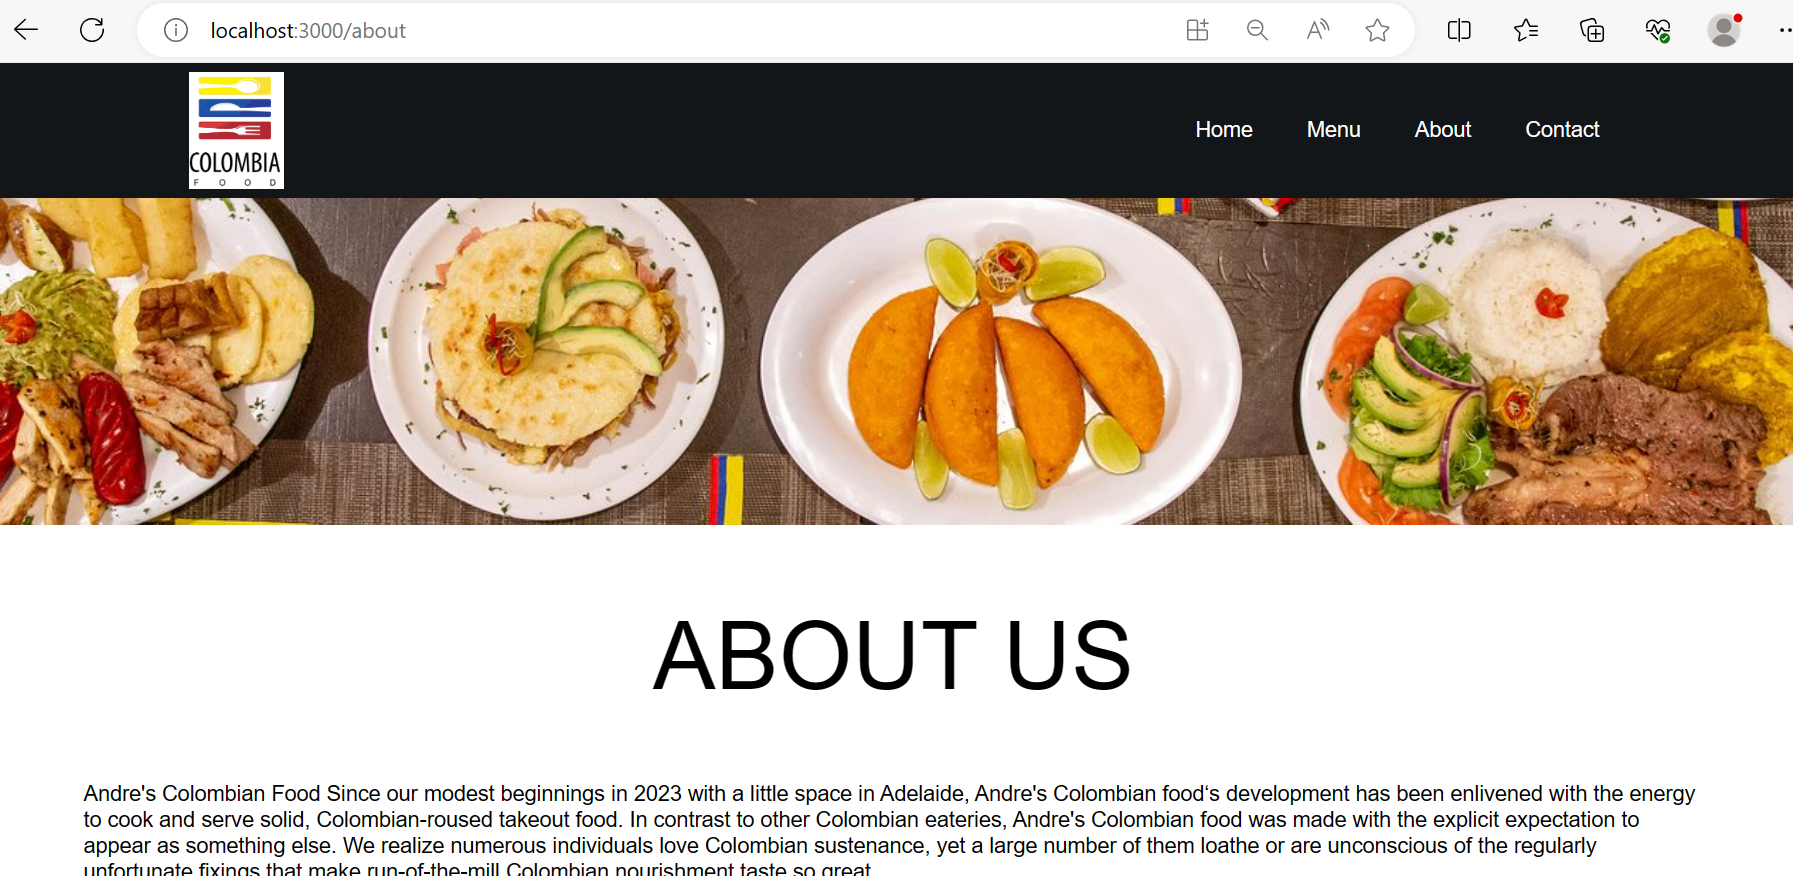 localhost:3000/about
COLOMBIA
FOOD
Home Menu About Contact
ABOUT US
Andre's Colombian Food Since our modest beginnings in 2023 with a little space in Adelaide, Andre's Colombian food‘s development has been enlivened with the energy
to cook and serve solid, Colombian-roused takeout food. In contrast to other Colombian eateries, Andre's Colombian food was made with the explicit expectation to
appear as something else. We realize numerous individuals love Colombian sustenance, yet a large number of them loathe or are unconscious of the regularly
unfortunate fixings that make run-of-the-mill Colombian nourishment taste so great.